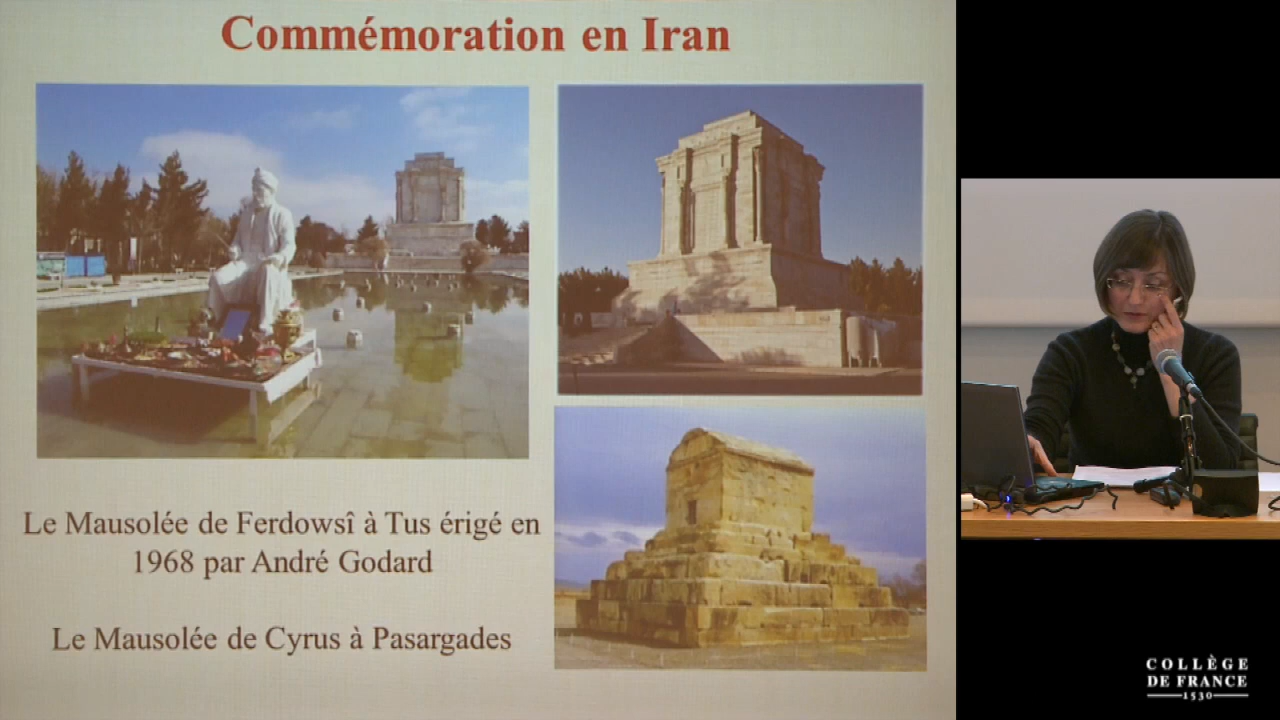 Commémoration en Iran
Le Mausolée de Ferdowsî à Tus érigé en
1968 par André Godard
Le Mausolée de Cyrus à Pasargades
COLLÈGE
DE FRANCE
1530